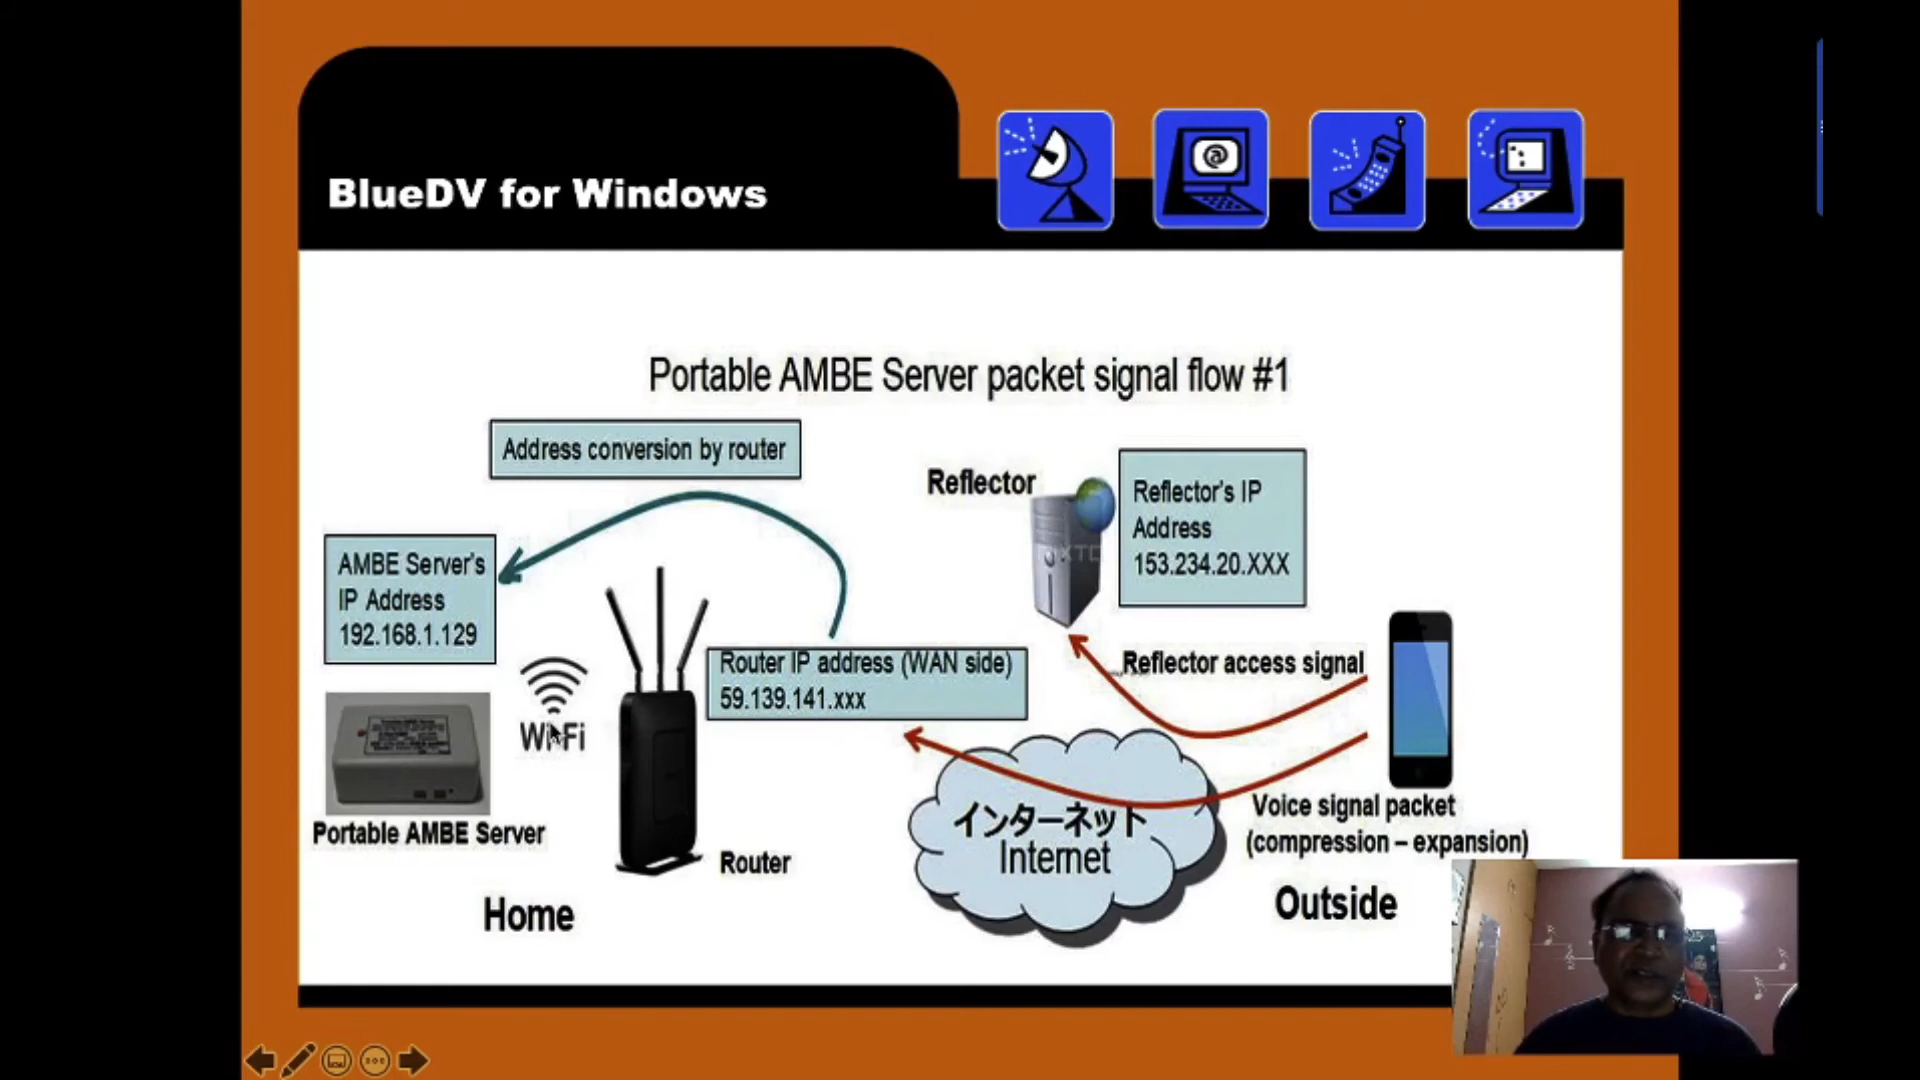 BlueDV for Windows
Portable AMBE Server packet signal flow #1
Address conversion by router
Reflector
Reflector's IP
Address
153.234.20.XXX
AMBE Server's
IP Address
192.168.1.129
Router IP address (WAN side)
59.139.141.xxx
Reflector access signal
WiFi
Portable AMBE Server
Router
インターネット
Internet
Voice signal packet
(compression – expansion)
Home
Outside